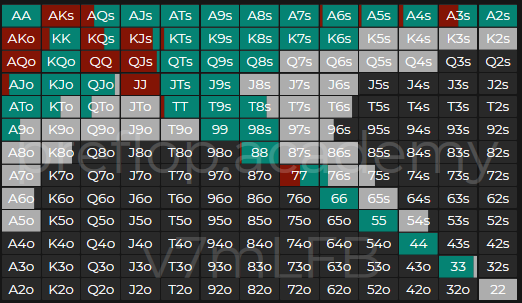 AA AKs AQs AJs ATs A9s A8s A7s A6s A5s A4s A3s A2s
AKo KK KQs KJs KTs K9s K8s K7s K6s K5s K4s K3s K2s
AQo KQo QQ QJs QTs Q9s Q8s Q7s Q6s Q5s Q4s Q3s Q2s
AJo KJo QJo JJ JTs J9s J8s J7s J6s J5s J4s J3s J2s
ATo KTo QTo JTo TT T9s T8s T7s T6s T5s T4s T3s T2s
A9o K9o Q9o J9o T9o 99 98s 97s 96s 95s 94s 93s 92s
A8o K8o Q8o J8o T8o 98o 88 87s 86s 85s 84s 83s 82s
preflop.academy
A7o K7o Q7o J7o T7o 97o 87o 77 76s 75s 74s 73s 72s
A6o K6o Q6o J6o T6o 96o 86o 76o 66 65s 64s 63s 62s
A5o K5o Q5o J5o T5o 95o 85o 75o 65o 55 54s 53s 52s
A4o K4o Q4o J4o T4o 94o 84o 74o 64o 54o 44 43s 42s
v7mLFB
A3o K3o Q3o J3o T3o 93o 83o 73o 63o 53o 43o 33 32s
A2o K2o Q2o J2o T2o 92o 82o 72o 62o 52o 42o 32o 22